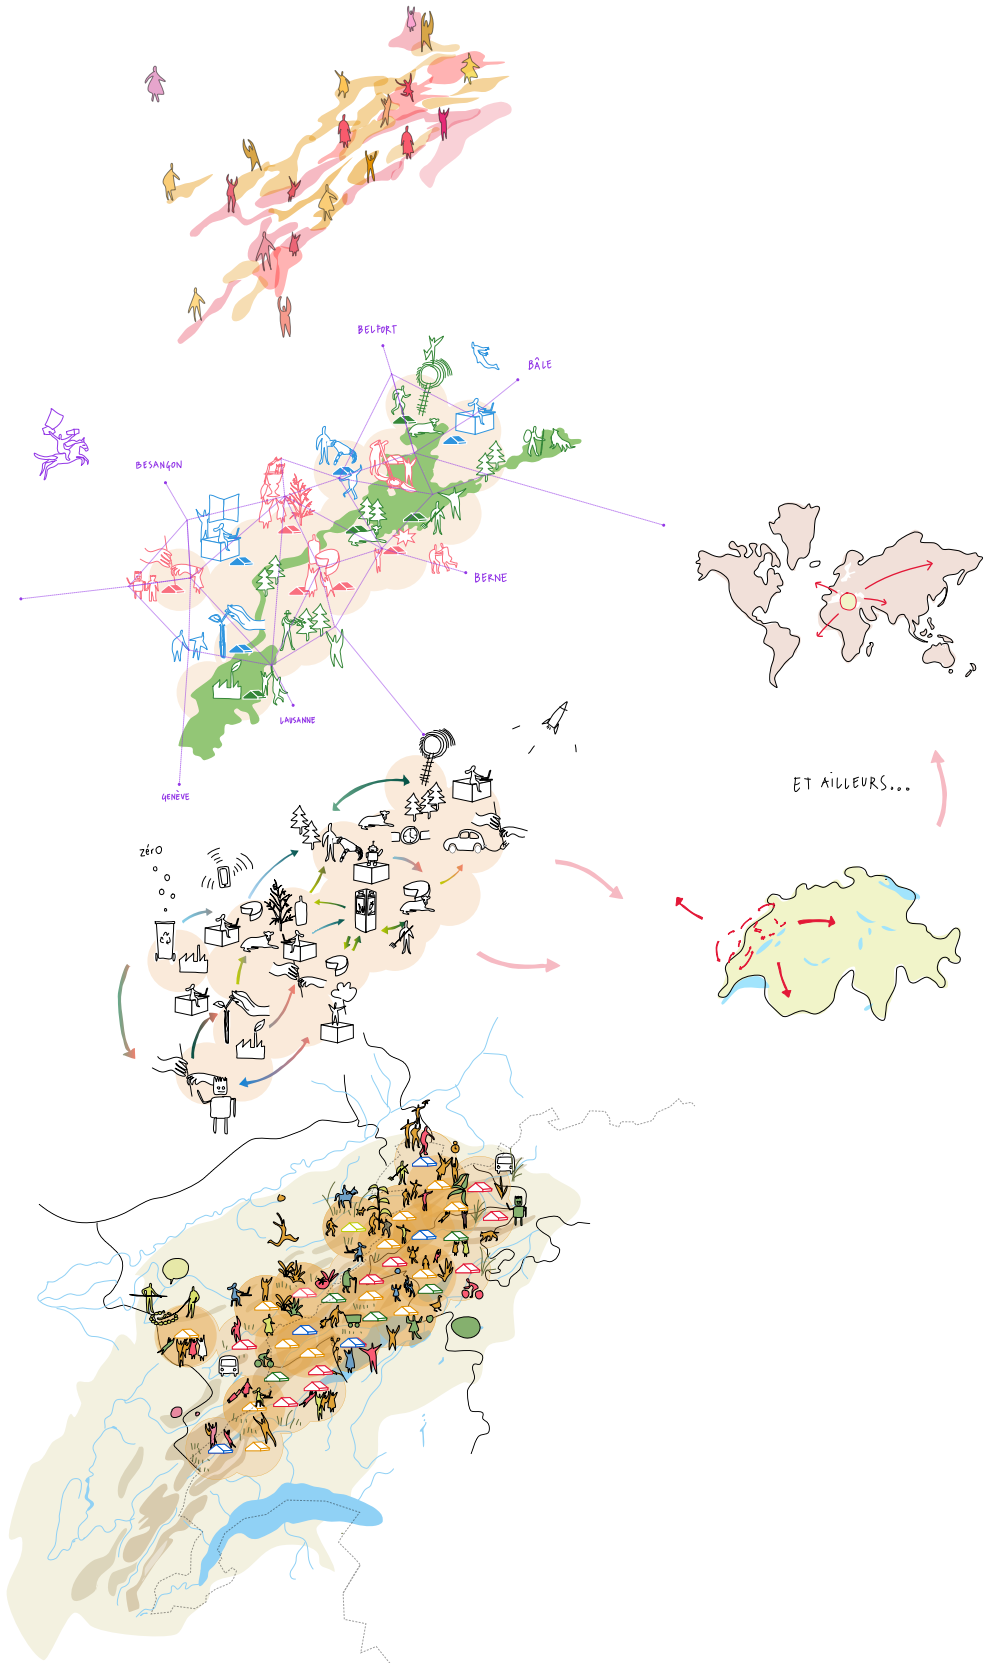 BELFORT
BÂLE
BESANÇON
BERNE
LAUSANNE
GENÈVE
ET AILLEURS...
zérO